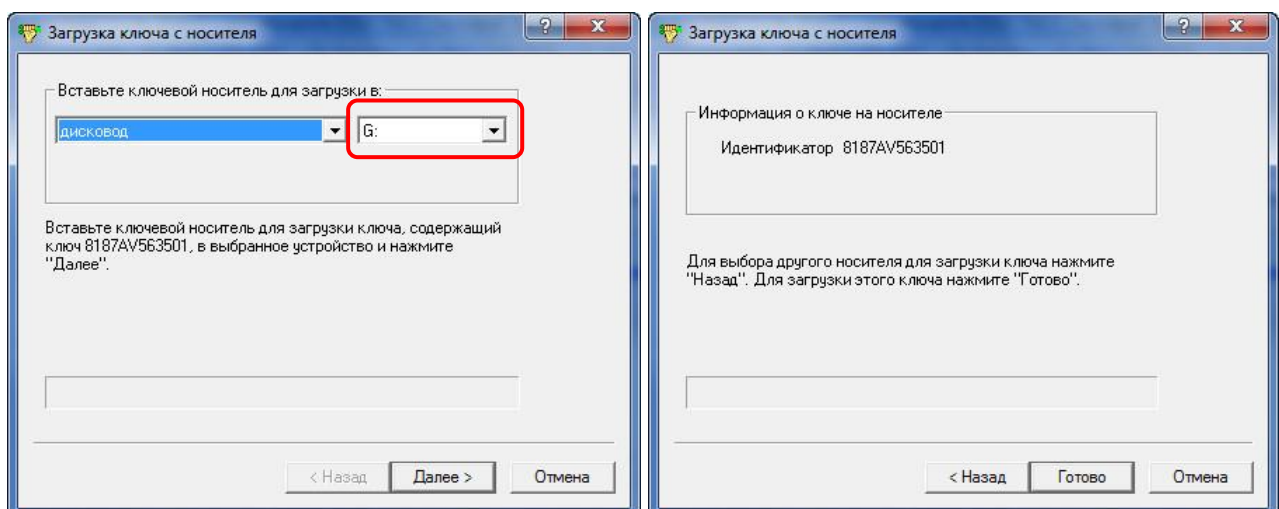 Загрузка ключа с носителя
Вставьте ключевой носитель для загрузки в:
дисковод
G:
Вставьте ключевой носитель для загрузки ключа, содержащий
ключ 8187AV563501, в выбранное устройство и нажмите
"Далее".
< Назад
Далее >
Отмена
Загрузка ключа с носителя
Информация о ключе на носителе
Идентификатор 8187AV563501
Для выбора другого носителя для загрузки ключа нажмите
"Назад". Для загрузки этого ключа нажмите "Готово".
< Назад
Готово
Отмена